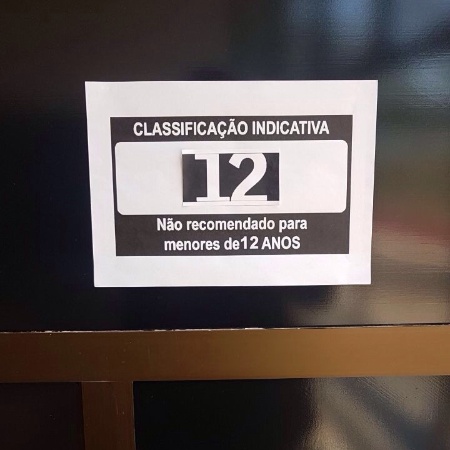 CLASSIFICAÇÃO INDICATIVA
12
Não recomendado para
menores de12 ANOS